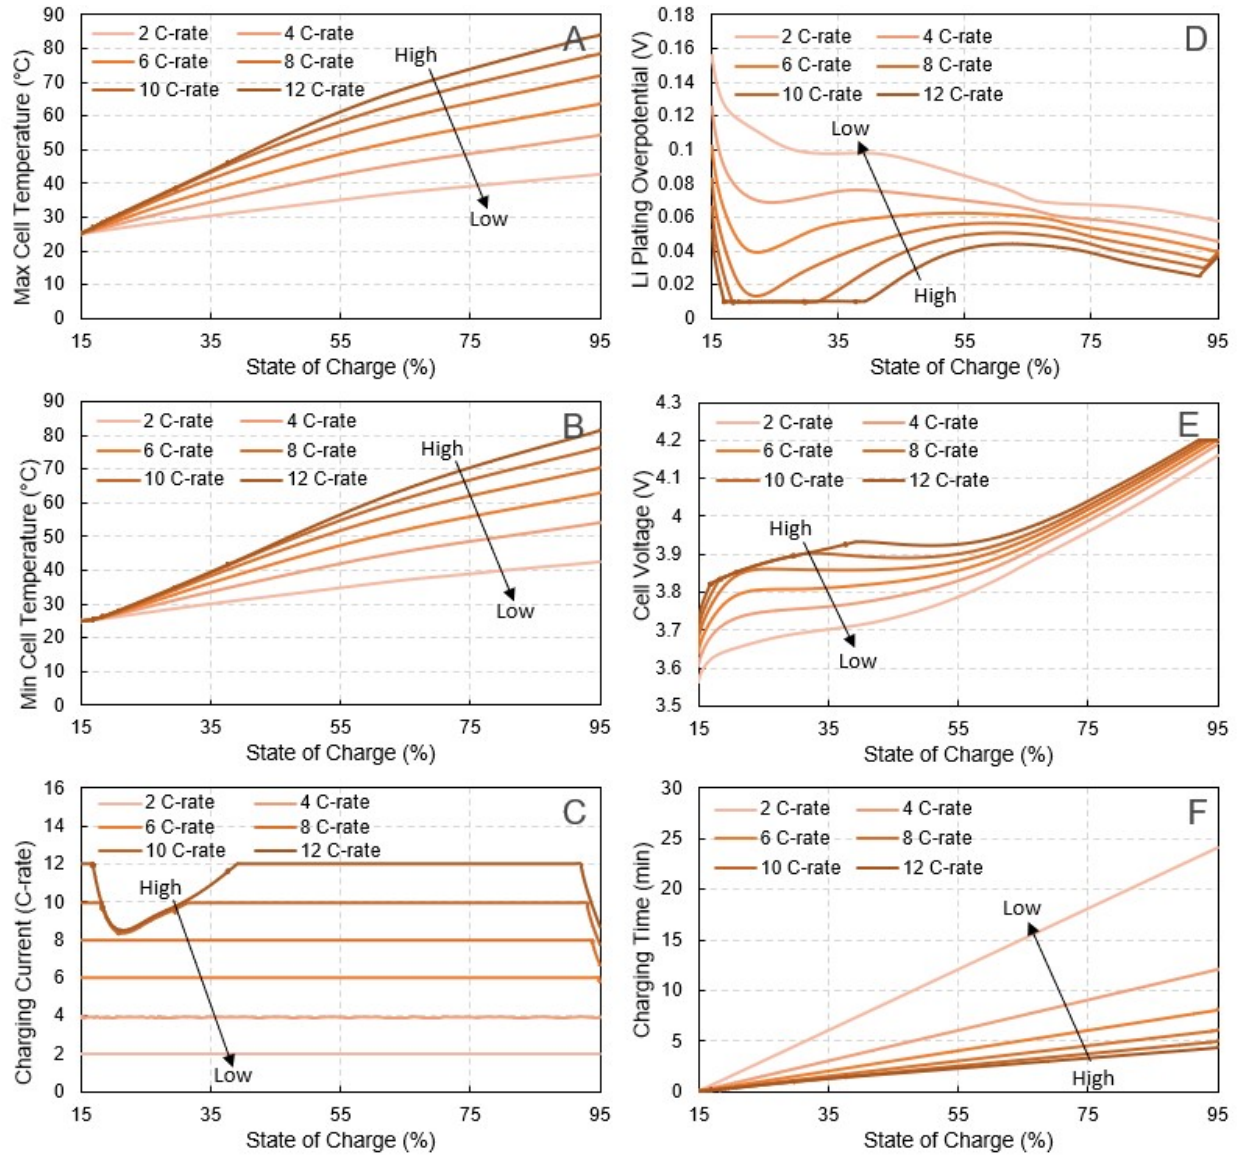 90
80
70
60
50
40
30
20
10
0
Max Cell Temperature (°C)
2 C-rate 4 C-rate
6 C-rate 8 C-rate
10 C-rate 12 C-rate
A
High
Low
15 35 55 75 95
State of Charge (%)
0.18
0.16
0.14
0.12
0.1
0.08
0.06
0.04
0.02
0
Li Plating Overpotential (V)
2 C-rate 4 C-rate
6 C-rate 8 C-rate
10 C-rate 12 C-rate
D
Low
High
15 35 55 75 95
State of Charge (%)
90
80
70
60
50
40
30
20
10
0
Min Cell Temperature (°C)
2 C-rate 4 C-rate
6 C-rate 8 C-rate
10 C-rate 12 C-rate
B
High
Low
15 35 55 75 95
State of Charge (%)
4.3
4.2
4.1
4
3.9
3.8
3.7
3.6
3.5
Cell Voltage (V)
2 C-rate 4 C-rate
6 C-rate 8 C-rate
10 C-rate 12 C-rate
E
High
Low
15 35 55 75 95
State of Charge (%)
16
14
12
10
8
6
4
2
0
Charging Current (C-rate)
2 C-rate 4 C-rate
6 C-rate 8 C-rate
10 C-rate 12 C-rate
C
High
Low
15 35 55 75 95
State of Charge (%)
30
25
20
15
10
5
0
Charging Time (min)
2 C-rate 4 C-rate
6 C-rate 8 C-rate
10 C-rate 12 C-rate
F
Low
High
15 35 55 75 95
State of Charge (%)